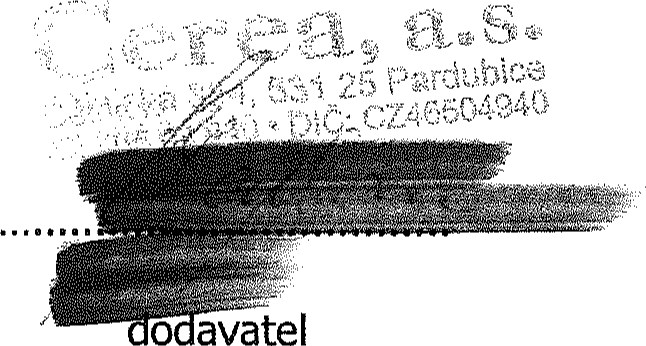 Cerea, a.s.
531 25 Pardubice
DIČ: CZ46504940
dodavatel